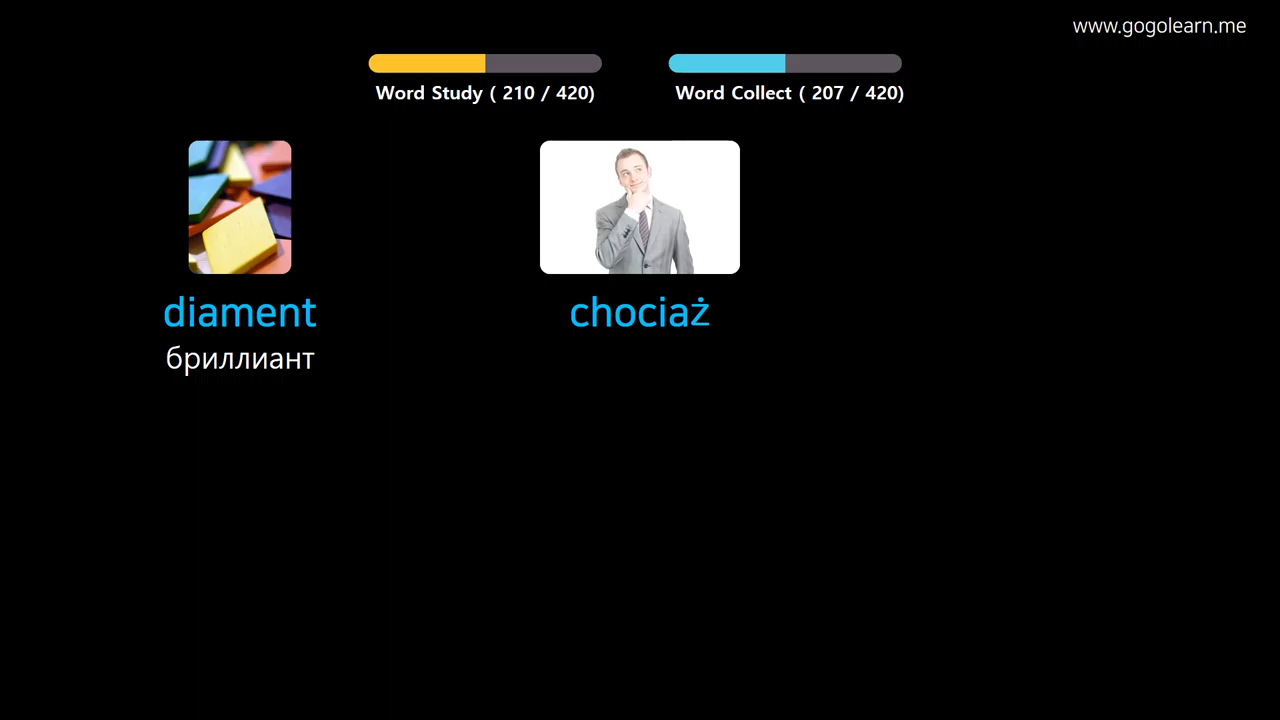 www.gogolearn.me
Word Study ( 210 / 420)
Word Collect ( 207 / 420)
diament
chociaż
бриллиант